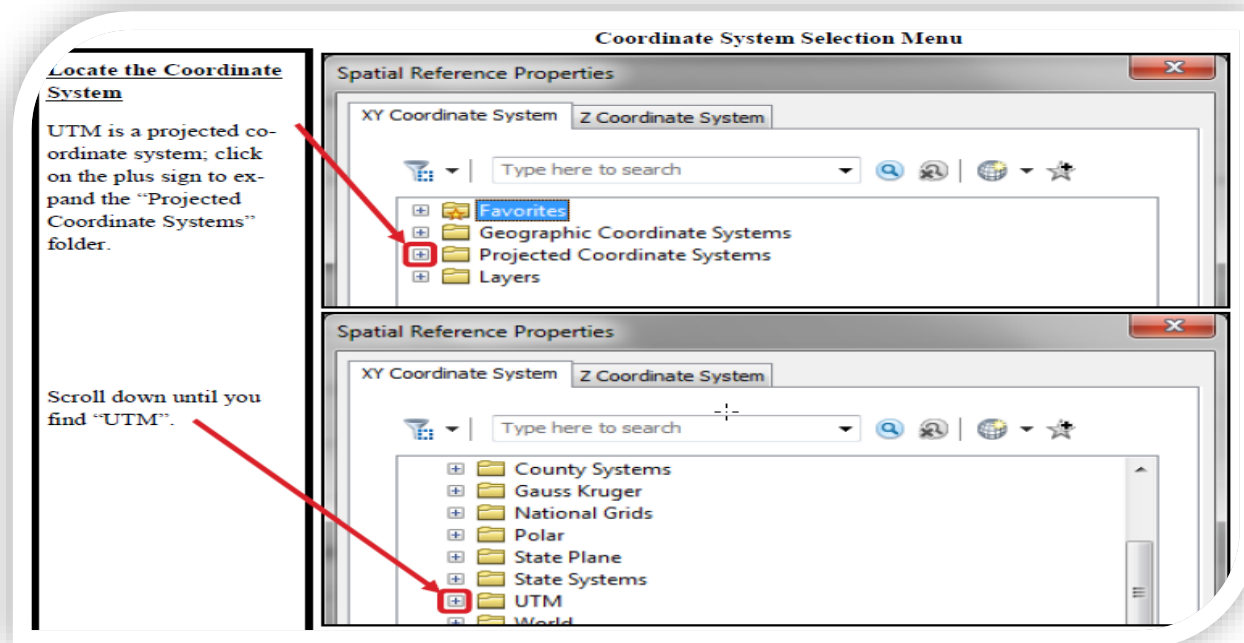 Coordinate System Selection Menu
Locate the Coordinate
System
UTM is a projected co-
ordinate system; click
on the plus sign to ex-
pand the “Projected
Coordinate Systems”
folder.
Scroll down until you
find “UTM”.
Spatial Reference Properties
XY Coordinate System
Z Coordinate System
Type here to search
Favorites
Geographic Coordinate Systems
Projected Coordinate Systems
Layers
Spatial Reference Properties
XY Coordinate System
Z Coordinate System
Type here to search
County Systems
Gauss Kruger
National Grids
Polar
State Plane
State Systems
UTM
World